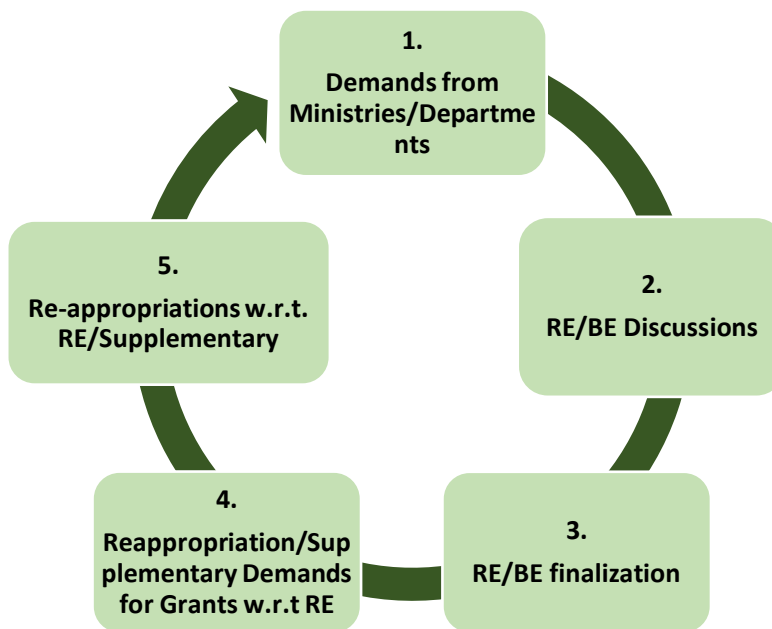 1.
Demands from
Ministries/Departme
nts
2.
RE/BE Discussions
3.
RE/BE finalization
4.
Reappropriation/Sup
plementary Demands
for Grants w.r.t RE
5.
Re-appropriations w.r.t.
RE/Supplementary